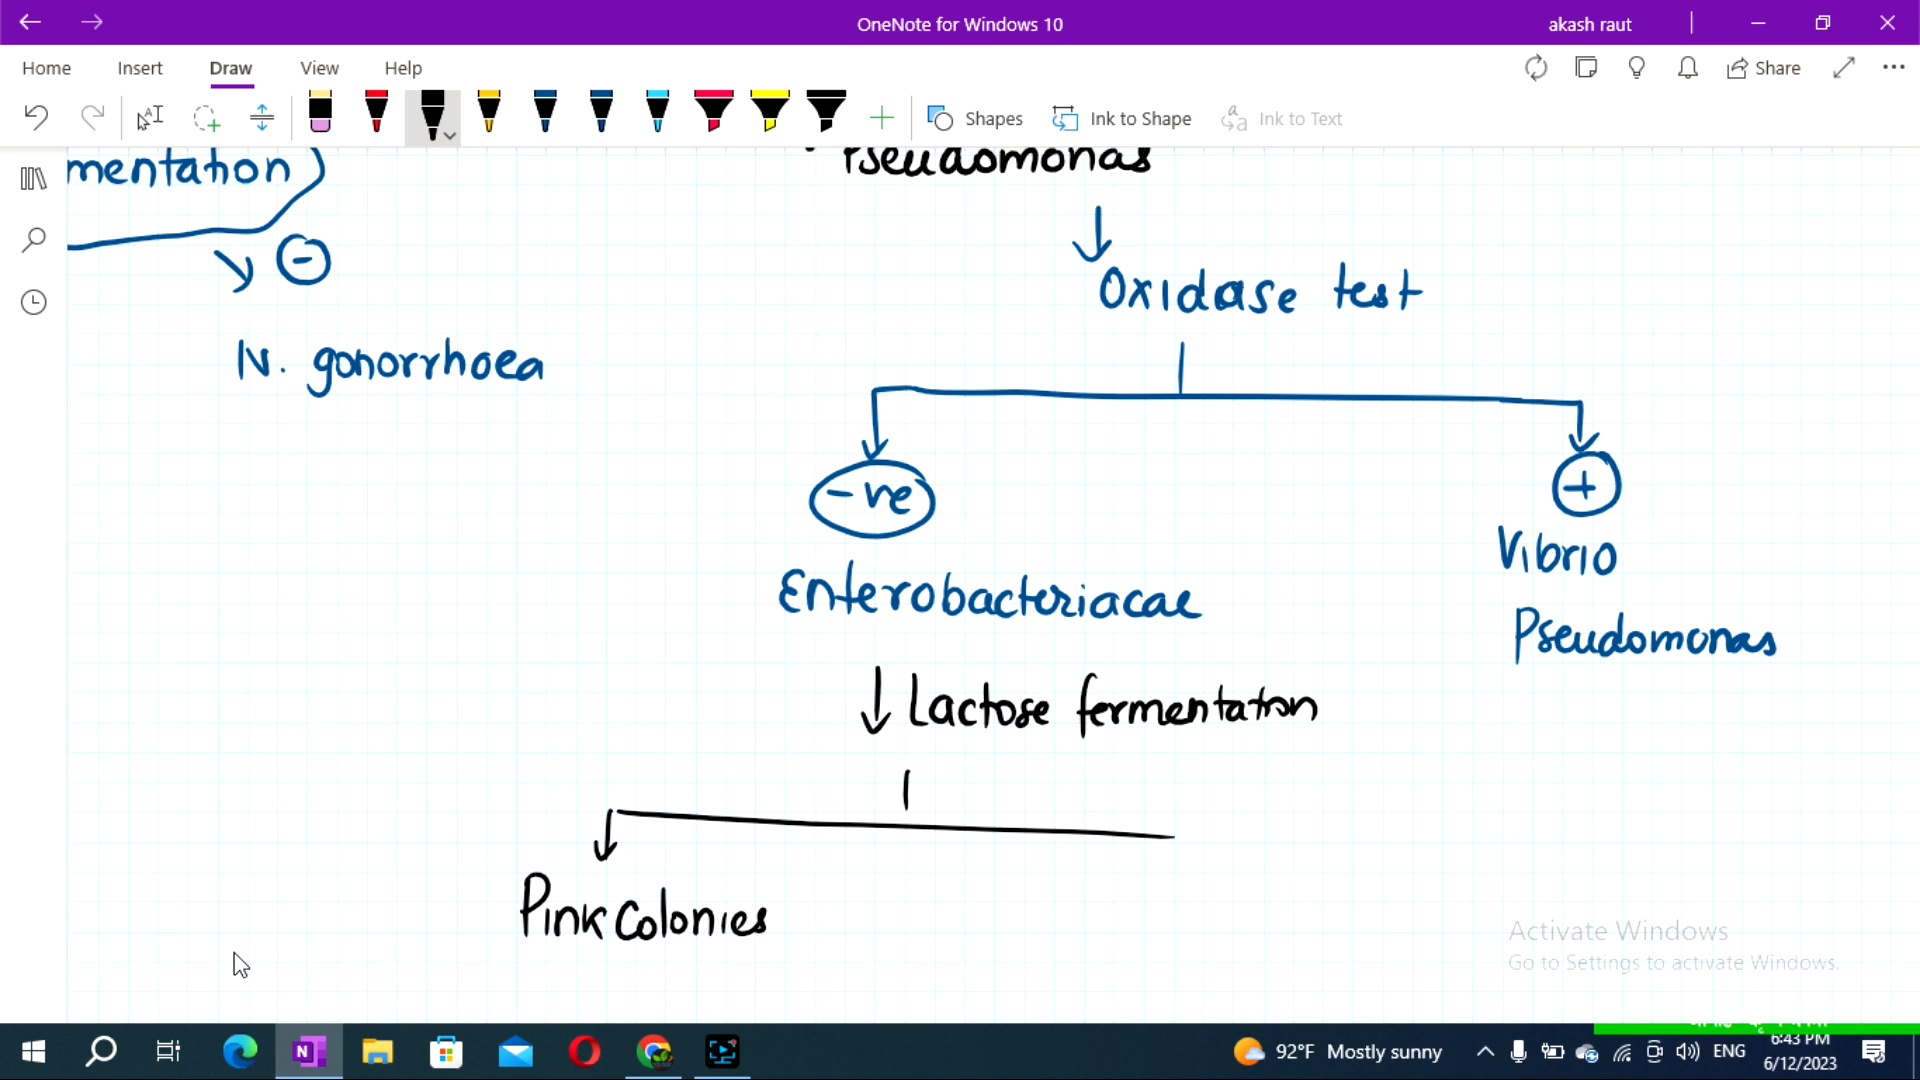 OneNote for Windows 10
akash raut
Home Insert Draw View Help
Share
Shapes
Ink to Shape
Ink to Text
mentation)
Pseudomonas
-
Oxidase test
N. gonorrhoea
-ve
+
Enterobacteriacae
Vibrio
Pseudomonas
Lactose fermentation
Pink Colonies
Activate Windows
Go to Settings to activate Windows.
92°F Mostly sunny
ENG
6:43 PM
6/12/2023